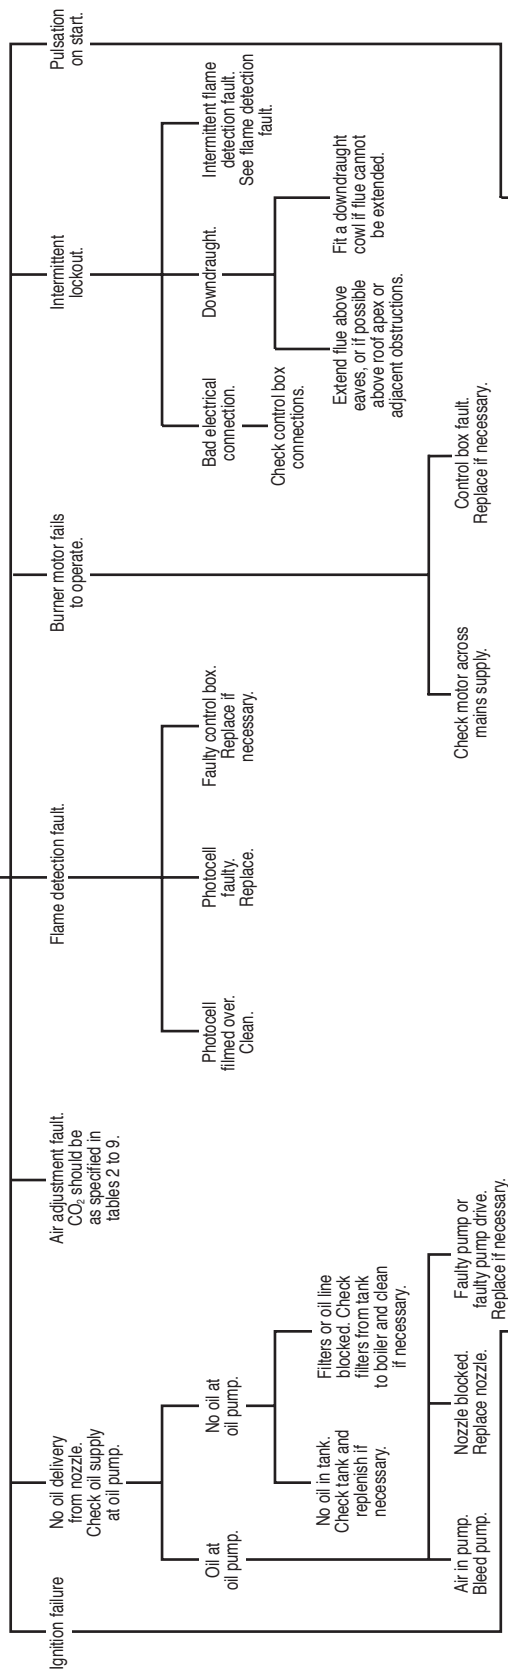 Ignition failure
No oil delivery
from nozzle.
Check oil supply
at oil pump.
Air adjustment fault.
CO₂ should be
as specified in
tables 2 to 9.
Flame detection fault.
Burner motor fails
to operate.
Intermittent
lockout.
Pulsation
on start.
Oil at
oil pump.
No oil at
oil pump.
Photocell
filmed over.
Clean.
Photocell
faulty.
Replace.
Faulty control box.
Replace if
necessary.
Bad electrical
connection.
Downdraught.
Intermittent flame
detection fault.
See flame detection
fault.
Check control box
connections.
No oil in tank.
Check tank and
replenish if
necessary.
Filters or oil line
blocked. Check
filters from tank
to boiler and clean
if necessary.
Extend flue above
eaves, or if possible
above roof apex or
adjacent obstructions.
Fit a downdraught
cowl if flue cannot
be extended.
Air in pump.
Bleed pump.
Nozzle blocked.
Replace nozzle.
Faulty pump or
faulty pump drive.
Replace if necessary.
Check motor across
mains supply.
Control box fault.
Replace if necessary.